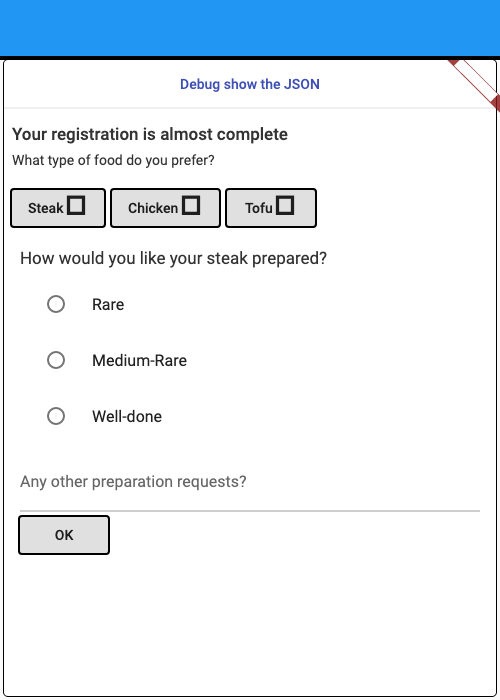 Debug show the JSON
Your registration is almost complete
What type of food do you prefer?
Steak Chicken Tofu
How would you like your steak prepared?
Rare
Medium-Rare
Well-done
Any other preparation requests?
OK